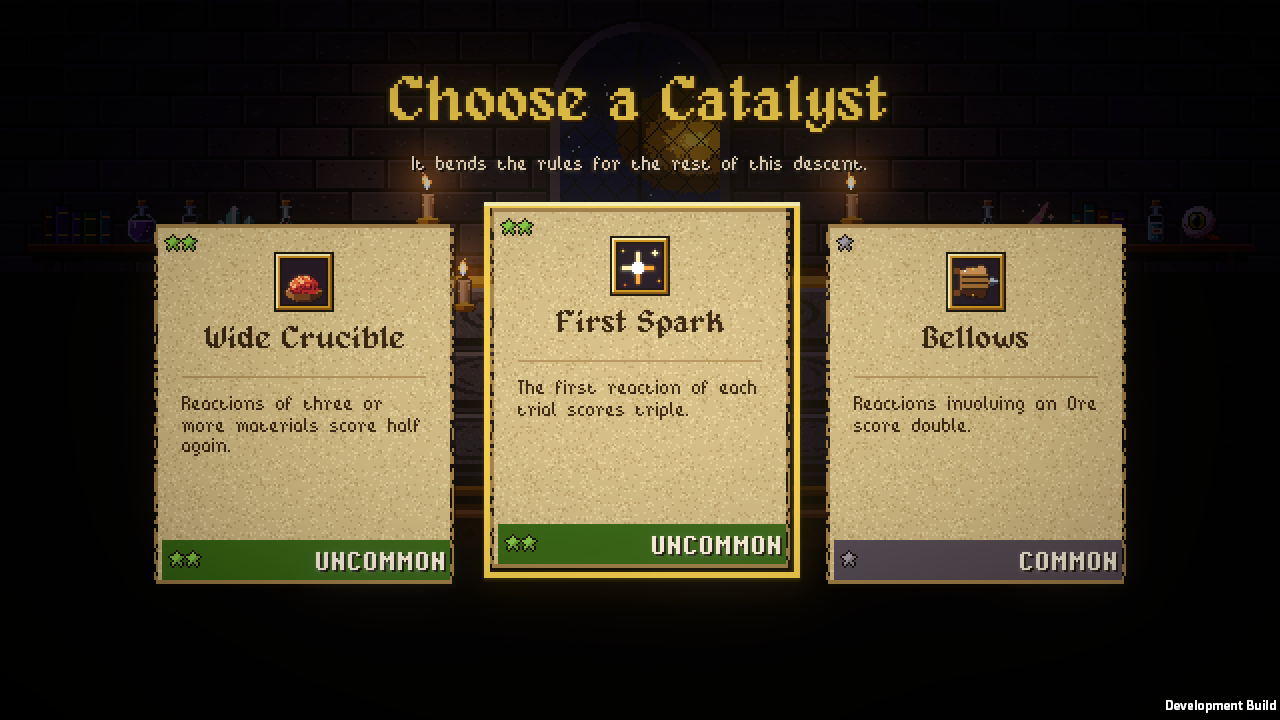 Choose a Catalyst
It bends the rules for the rest of this descent.
Wide Crucible
Reactions of three or
more materials score half
again.
UNCOMMON
First Spark
The first reaction of each
trial scores triple.
UNCOMMON
Bellows
Reactions involving an Ore
score double.
COMMON
Development Build